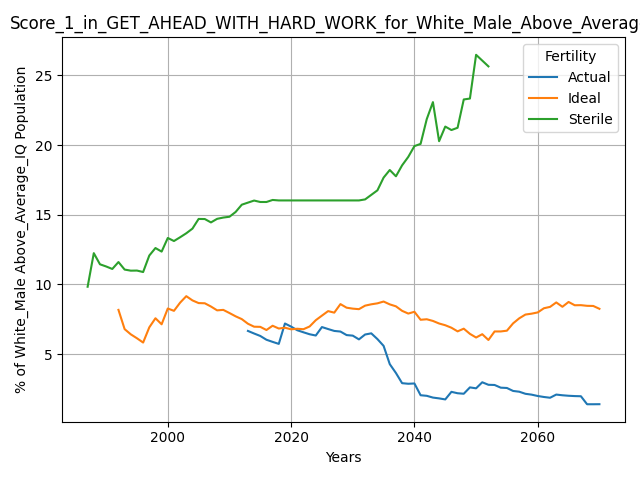 Score_1_in_GET_AHEAD_WITH_HARD_WORK_for_White_Male_Above_Averag
Fertility
Actual
Ideal
Sterile
% of White_Male Above_Average_IQ Population
25
20
15
10
5
2000 2020 2040 2060
Years